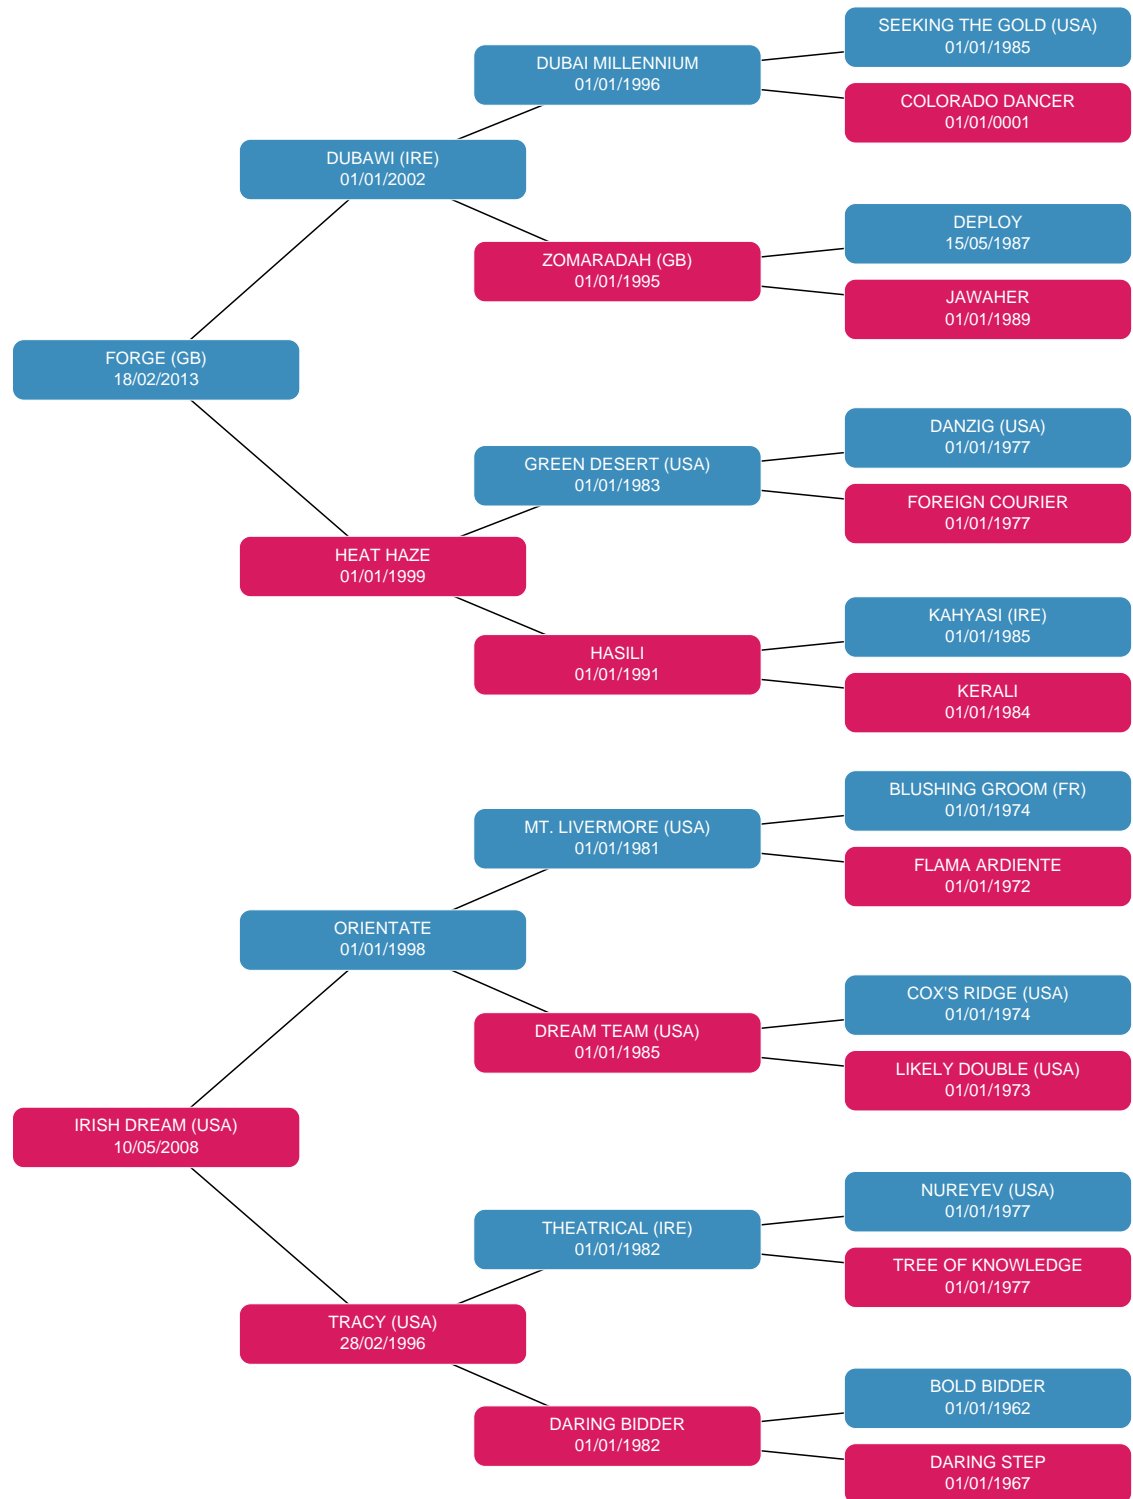 SEEKING THE GOLD (USA)
01/01/1985
DUBAI MILLENNIUM
01/01/1996
COLORADO DANCER
01/01/0001
DUBAWI (IRE)
01/01/2002
DEPLOY
15/05/1987
ZOMARADAH (GB)
01/01/1995
JAWAHER
01/01/1989
FORGE (GB)
18/02/2013
DANZIG (USA)
01/01/1977
GREEN DESERT (USA)
01/01/1983
FOREIGN COURIER
01/01/1977
HEAT HAZE
01/01/1999
KAHYASI (IRE)
01/01/1985
HASILI
01/01/1991
KERALI
01/01/1984
BLUSHING GROOM (FR)
01/01/1974
MT. LIVERMORE (USA)
01/01/1981
FLAMA ARDIENTE
01/01/1972
ORIENTATE
01/01/1998
COX'S RIDGE (USA)
01/01/1974
DREAM TEAM (USA)
01/01/1985
LIKELY DOUBLE (USA)
01/01/1973
IRISH DREAM (USA)
10/05/2008
NUREYEV (USA)
01/01/1977
THEATRICAL (IRE)
01/01/1982
TREE OF KNOWLEDGE
01/01/1977
TRACY (USA)
28/02/1996
BOLD BIDDER
01/01/1962
DARING BIDDER
01/01/1982
DARING STEP
01/01/1967